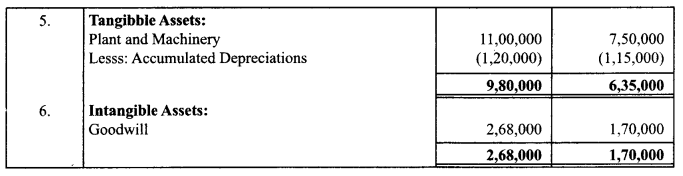 5. Tangibble Assets:
Plant and Machinery 11,00,000 7,50,000
Lesss: Accumulated Depreciations (1,20,000) (1,15,000)
9,80,000 6,35,000
6. Intangible Assets:
Goodwill 2,68,000 1,70,000
2,68,000 1,70,000